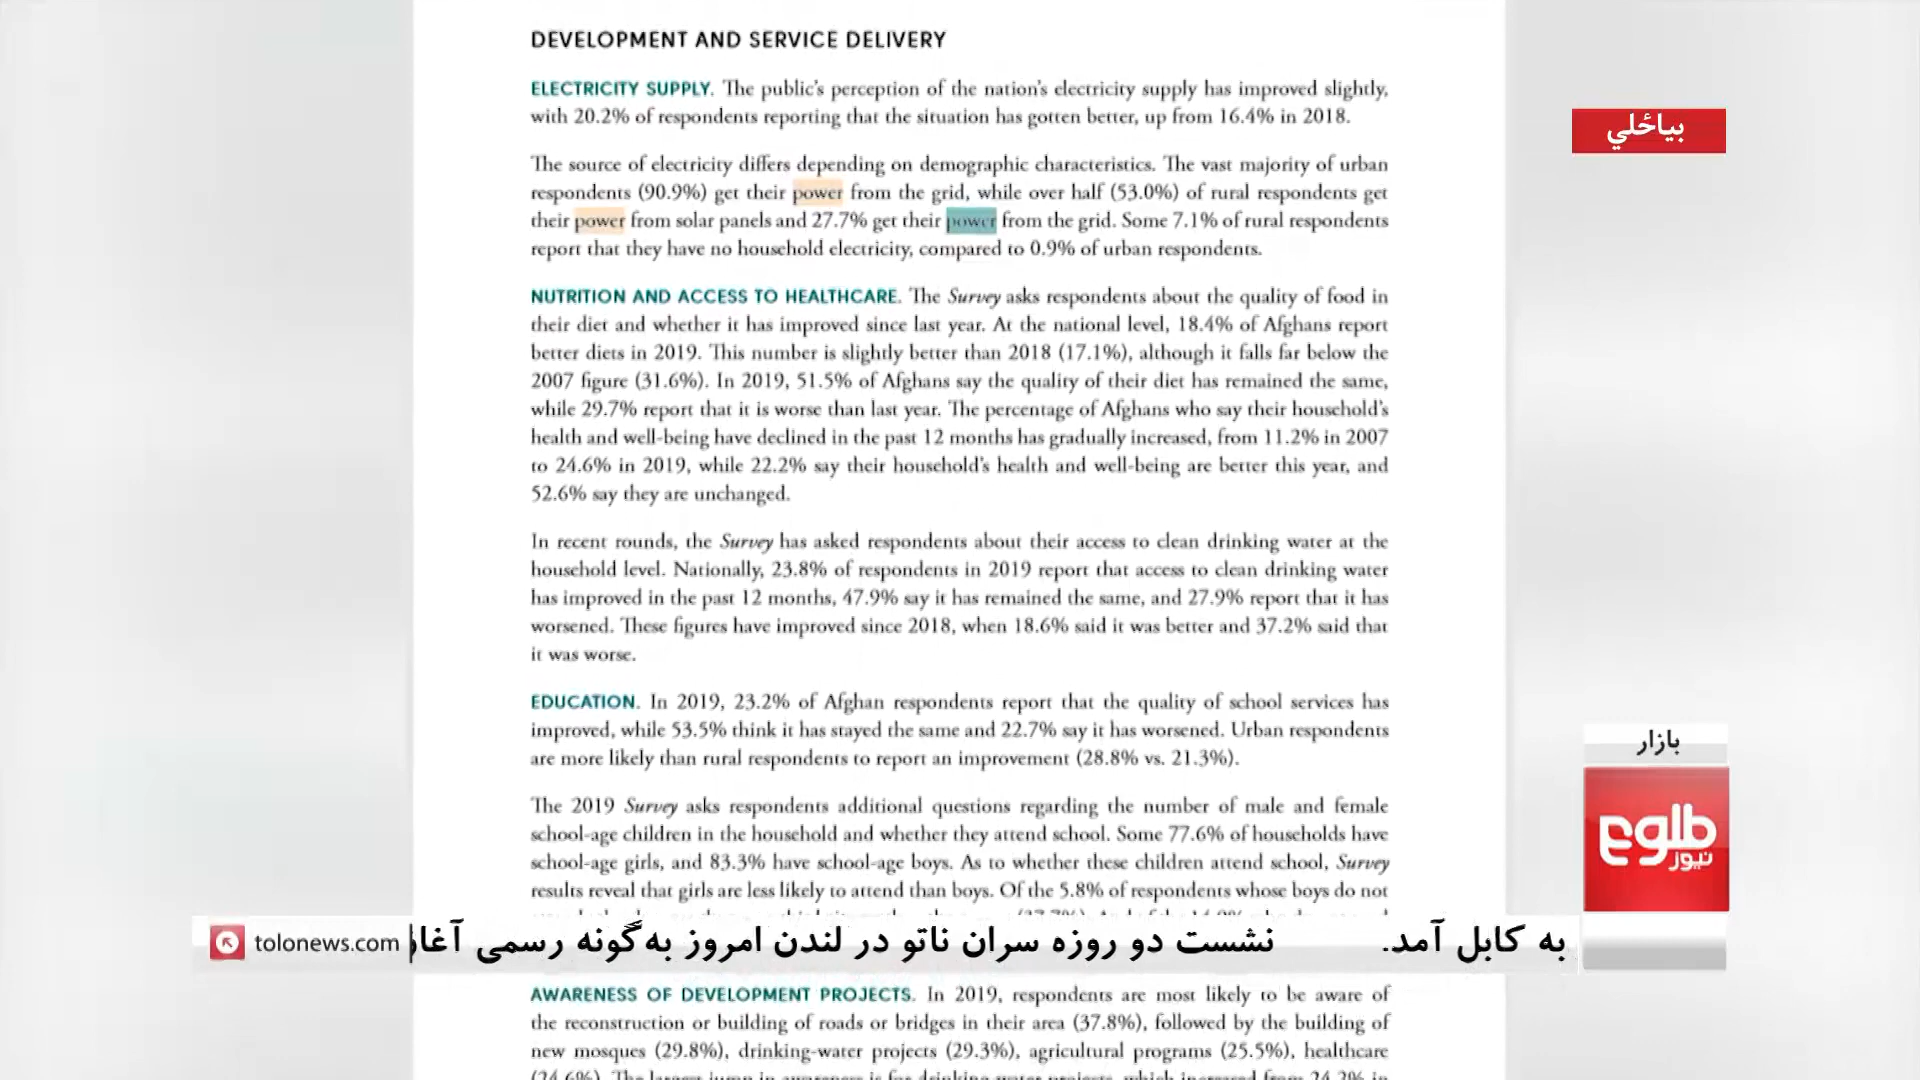 DEVELOPMENT AND SERVICE DELIVERY
ELECTRICITY SUPPLY. The public's perception of the nation's electricity supply has improved slightly,
with 20.2% of respondents reporting that the situation has gotten better, up from 16.4% in 2018.
The source of electricity differs depending on demographic characteristics. The vast majority of urban
respondents (90.9%) get their power from the grid, while over half (53.0%) of rural respondents get
their power from solar panels and 27.7% get their power from the grid. Some 7.1% of rural respondents
report that they have no household electricity, compared to 0.9% of urban respondents.
NUTRITION AND ACCESS TO HEALTHCARE. The Survey asks respondents about the quality of food in
their diet and whether it has improved since last year. At the national level, 18.4% of Afghans report
better diets in 2019. This number is slightly better than 2018 (17.1%), although it falls far below the
2007 figure (31.6%). In 2019, 51.5% of Afghans say the quality of their diet has remained the same,
while 29.7% report that it is worse than last year. The percentage of Afghans who say their household's
health and well-being have declined in the past 12 months has gradually increased, from 11.2% in 2007
to 24.6% in 2019, while 22.2% say their household's health and well-being are better this year, and
52.6% say they are unchanged.
In recent rounds, the Survey has asked respondents about their access to clean drinking water at the
household level. Nationally, 23.8% of respondents in 2019 report that access to clean drinking water
has improved in the past 12 months, 47.9% say it has remained the same, and 27.9% report that it has
worsened. These figures have improved since 2018, when 18.6% said it was better and 37.2% said that
it was worse.
EDUCATION. In 2019, 23.2% of Afghan respondents report that the quality of school services has
improved, while 53.5% think it has stayed the same and 22.7% say it has worsened. Urban respondents
are more likely than rural respondents to report an improvement (28.8% vs. 21.3%).
The 2019 Survey asks respondents additional questions regarding the number of male and female
school-age children in the household and whether they attend school. Some 77.6% of households have
school-age girls, and 83.3% have school-age boys. As to whether these children attend school, Survey
results reveal that girls are less likely to attend than boys. Of the 5.8% of respondents whose boys do not
AWARENESS OF DEVELOPMENT PROJECTS. In 2019, respondents are most likely to be aware of
the reconstruction or building of roads or bridges in their area (37.8%), followed by the building of
new mosques (29.8%), drinking-water projects (29.3%), agricultural programs (25.5%), healthcare
بیاځلي
بازار
طلوع
نیوز
به کابل آمد. نشست دو روزه سران ناتو در لندن امروز به‌گونه رسمی آغاز
tolonews.com